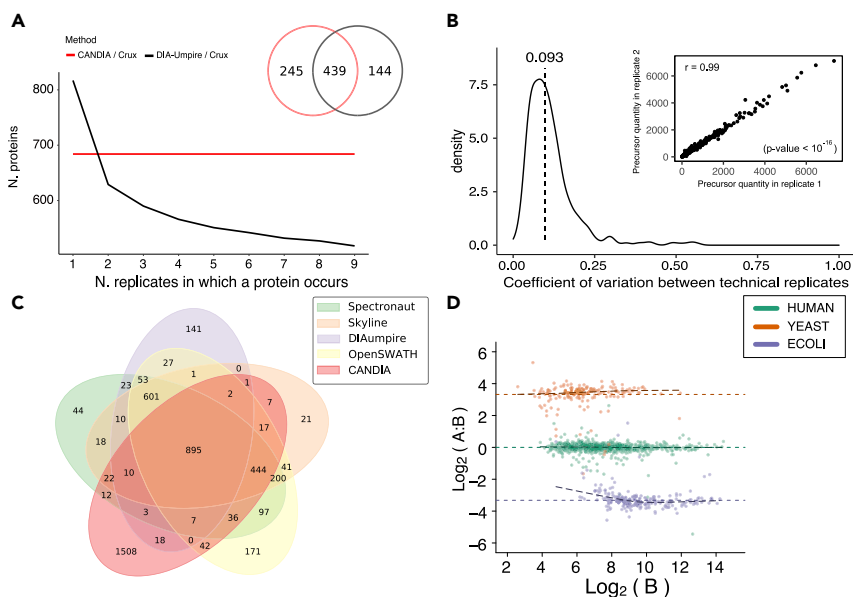 A
Method
CANDIA / Crux
DIA-Umpire / Crux
245
439
144
800
700
600
N. proteins
1 2 3 4 5 6 7 8 9
N. replicates in which a protein occurs
B
0.093
7.5
5.0
2.5
0.0
density
0.00 0.25 0.50 0.75 1.00
Coefficient of variation between technical replicates
r = 0.99
(p-value < 10⁻¹⁶)
6000
4000
2000
0
Precursor quantity in replicate 2
0 2000 4000 6000
Precursor quantity in replicate 1
C
Spectronaut
Skyline
DIAumpire
OpenSWATH
CANDIA
141
27 0
23 53 1 1
44 601 2 7
10 17 21
18 895
22 10 444 41
12 200
3 7 36 97
1508 18 0 42 171
D
HUMAN
YEAST
ECOLI
6
4
2
0
−2
−4
−6
Log₂ ( A:B )
2 4 6 8 10 12 14
Log₂ ( B )